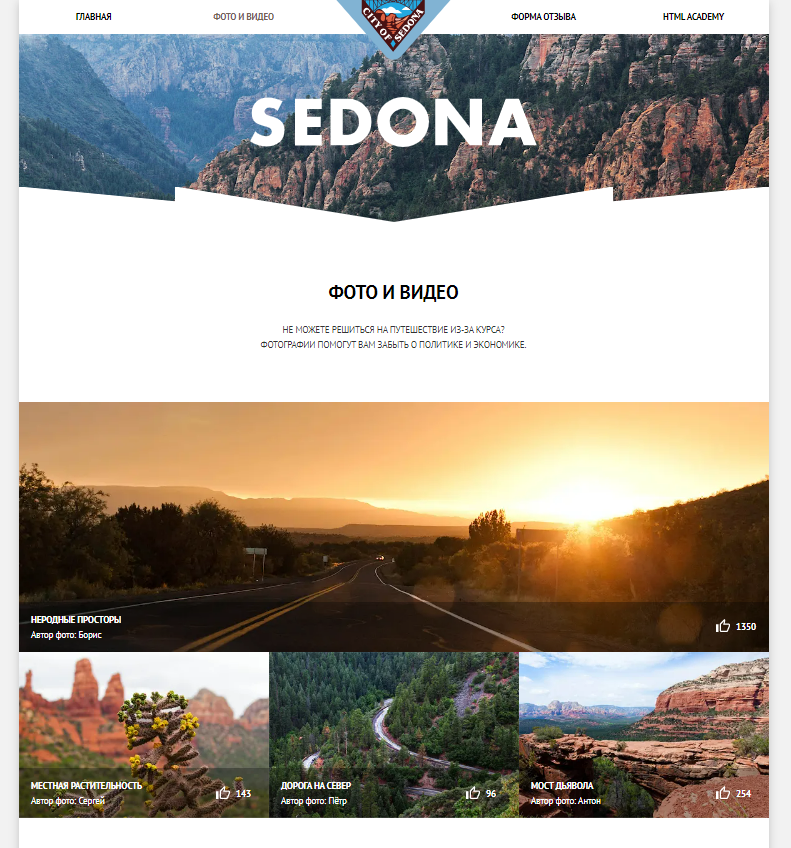 ГЛАВНАЯ
ФОТО И ВИДЕО
CITY OF SEDONA
ФОРМА ОТЗЫВА
HTML ACADEMY
SEDONA
ФОТО И ВИДЕО
НЕ МОЖЕТЕ РЕШИТЬСЯ НА ПУТЕШЕСТВИЕ ИЗ-ЗА КУРСА?
ФОТОГРАФИИ ПОМОГУТ ВАМ ЗАБЫТЬ О ПОЛИТИКЕ И ЭКОНОМИКЕ.
НЕРОДНЫЕ ПРОСТОРЫ
Автор фото: Борис
1350
МЕСТНАЯ РАСТИТЕЛЬНОСТЬ
Автор фото: Сергей
143
ДОРОГА НА СЕВЕР
Автор фото: Пётр
96
МОСТ ДЬЯВОЛА
Автор фото: Антон
254